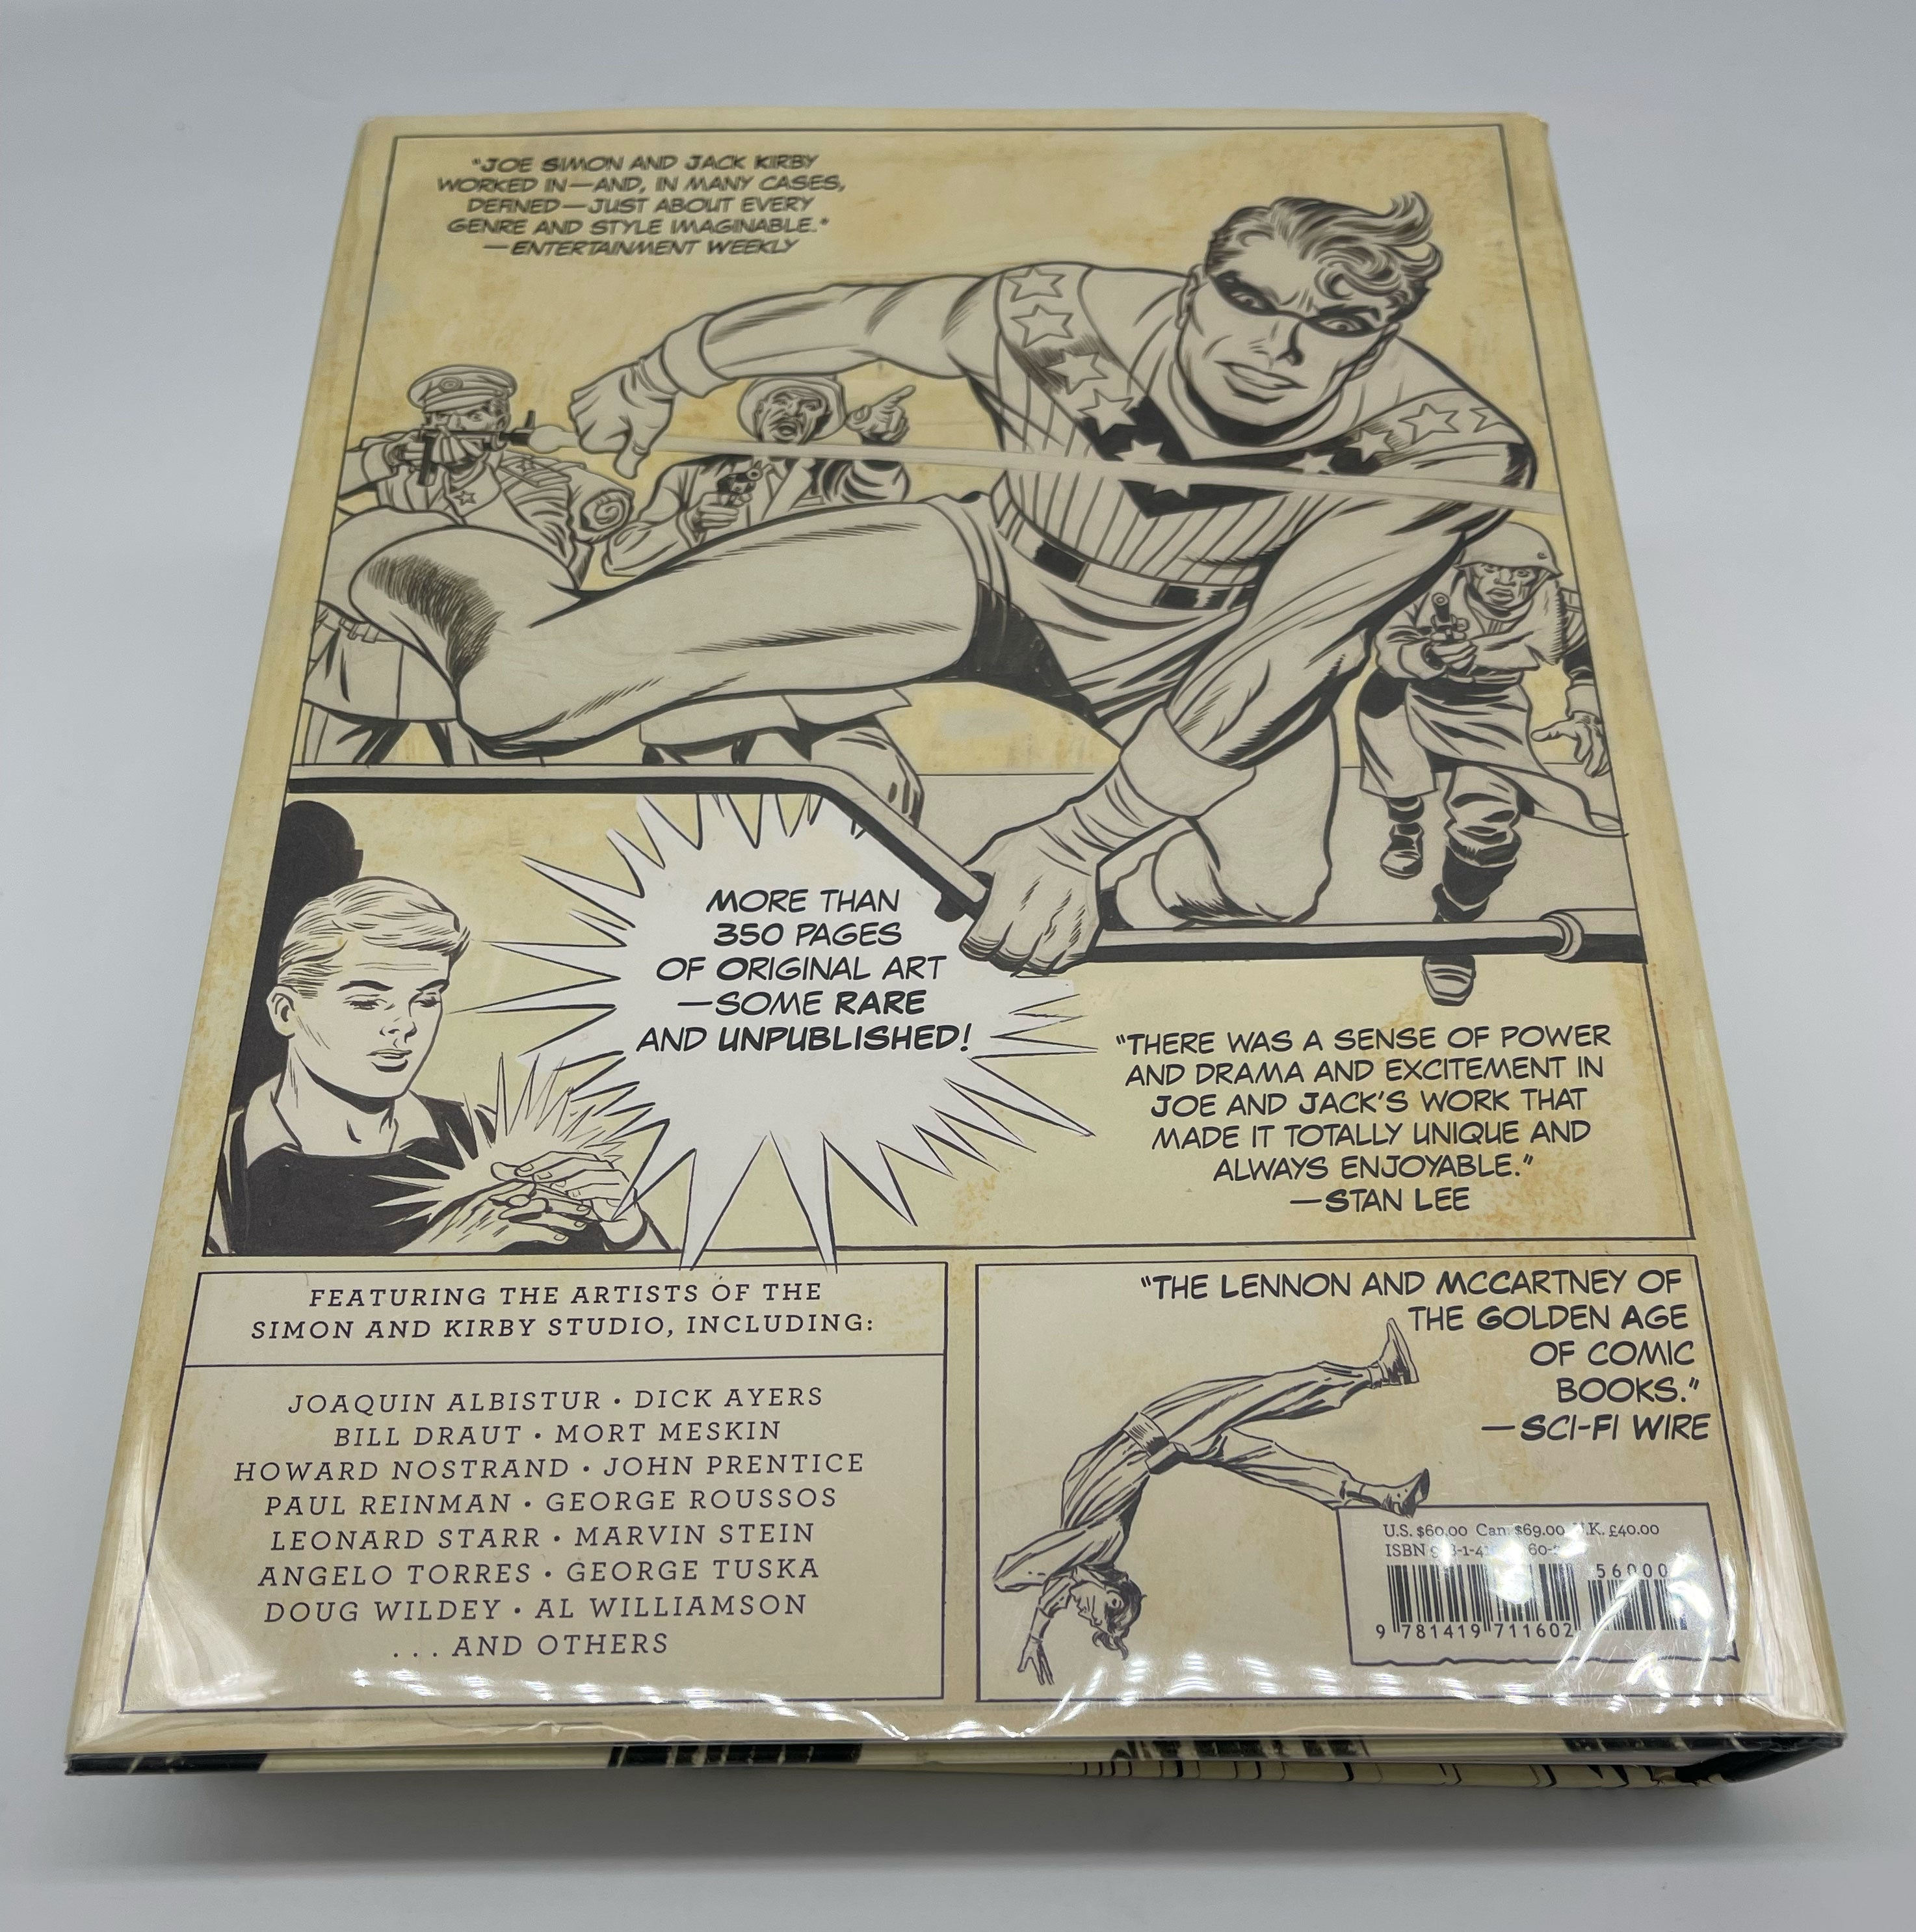 "JOE SIMON AND JACK KIRBY
WORKED IN—AND, IN MANY CASES,
DEFINED—JUST ABOUT EVERY
GENRE AND STYLE IMAGINABLE."
—ENTERTAINMENT WEEKLY
MORE THAN
350 PAGES
OF ORIGINAL ART
—SOME RARE
AND UNPUBLISHED!
"THERE WAS A SENSE OF POWER
AND DRAMA AND EXCITEMENT IN
JOE AND JACK'S WORK THAT
MADE IT TOTALLY UNIQUE AND
ALWAYS ENJOYABLE."
—STAN LEE
FEATURING THE ARTISTS OF THE
SIMON AND KIRBY STUDIO, INCLUDING:
JOAQUIN ALBISTUR • DICK AYERS
BILL DRAUT • MORT MESKIN
HOWARD NOSTRAND • JOHN PRENTICE
PAUL REINMAN • GEORGE ROUSSOS
LEONARD STARR • MARVIN STEIN
ANGELO TORRES • GEORGE TUSKA
DOUG WILDEY • AL WILLIAMSON
. . . AND OTHERS
"THE LENNON AND MCCARTNEY OF
THE GOLDEN AGE
OF COMIC
BOOKS."
—SCI-FI WIRE
U.S. $60.00 Can. $69.00 U.K. £40.00
ISBN
56000
9 781419 711602